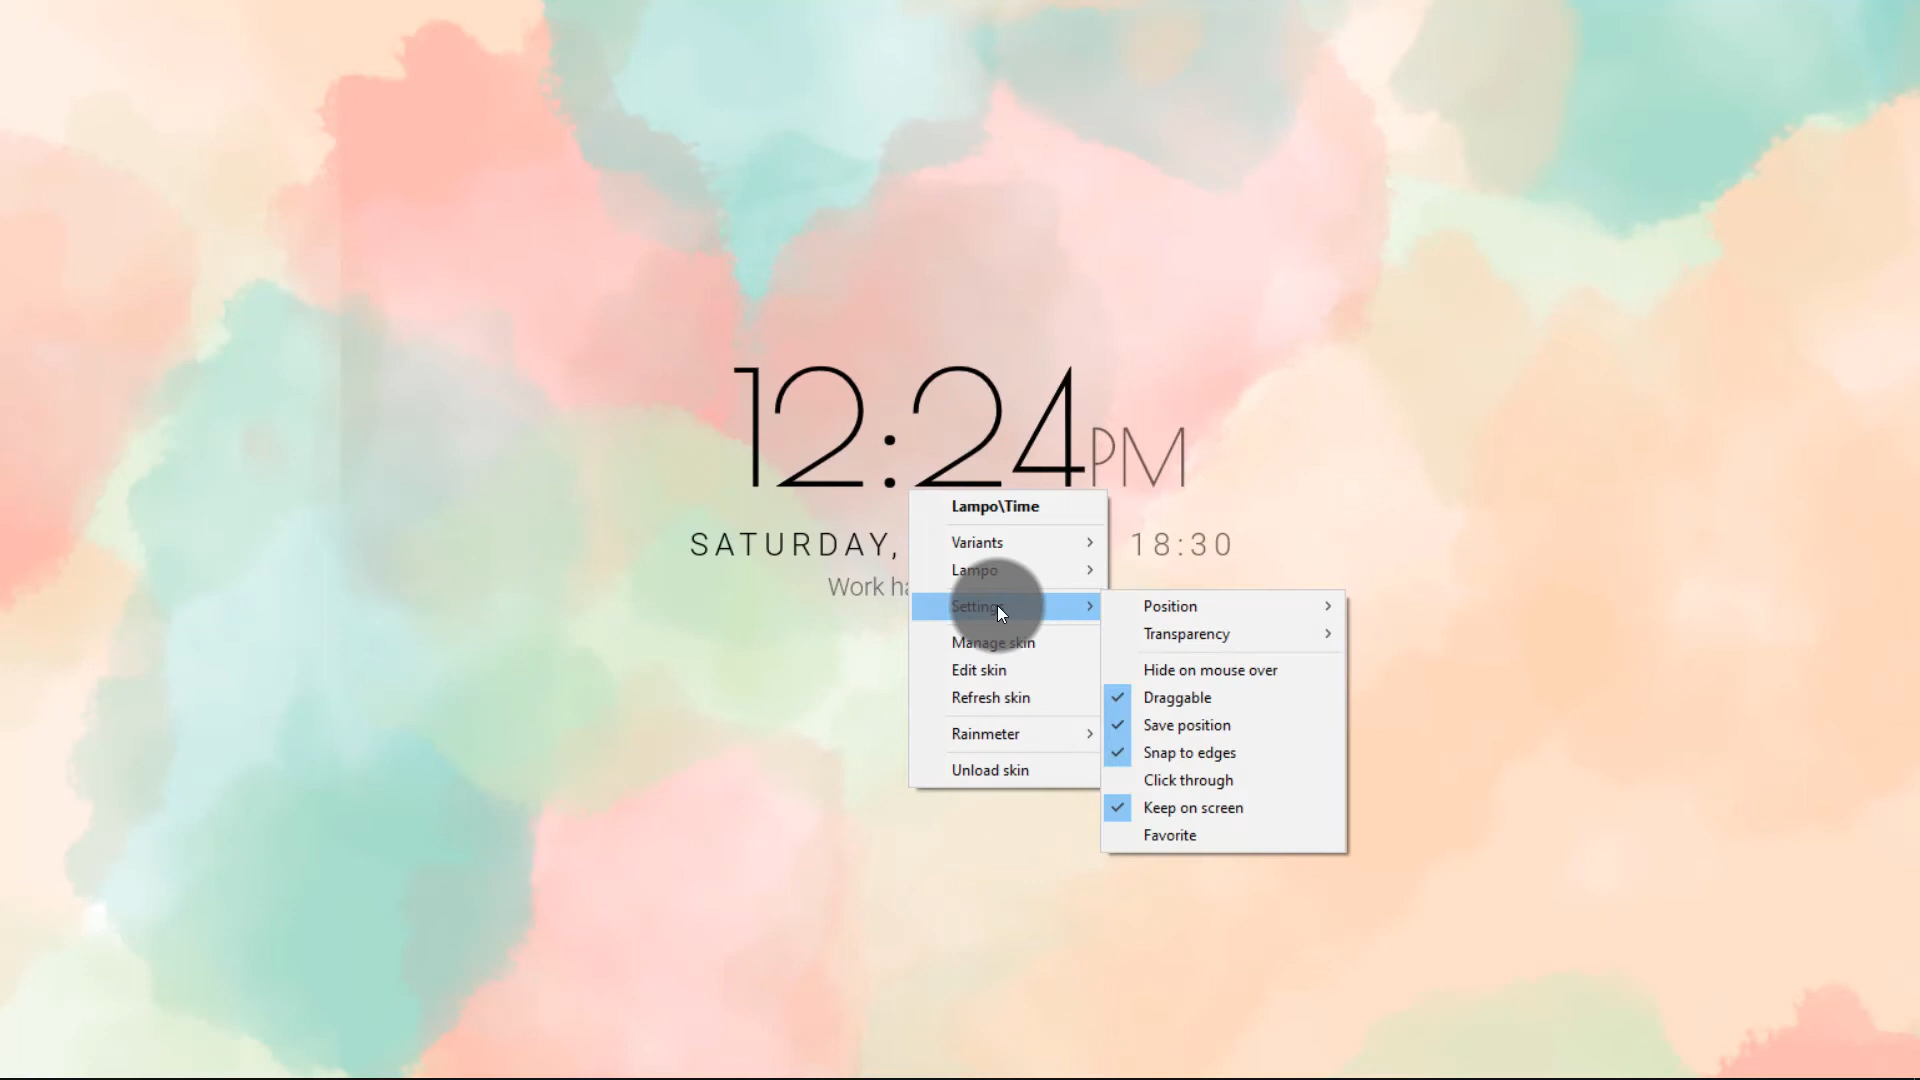 12:24PM
SATURDAY, 18:30
Work
Lampo\Time
Variants
Lampo
Settings
Manage skin
Edit skin
Refresh skin
Rainmeter
Unload skin
Position
Transparency
Hide on mouse over
Draggable
Save position
Snap to edges
Click through
Keep on screen
Favorite